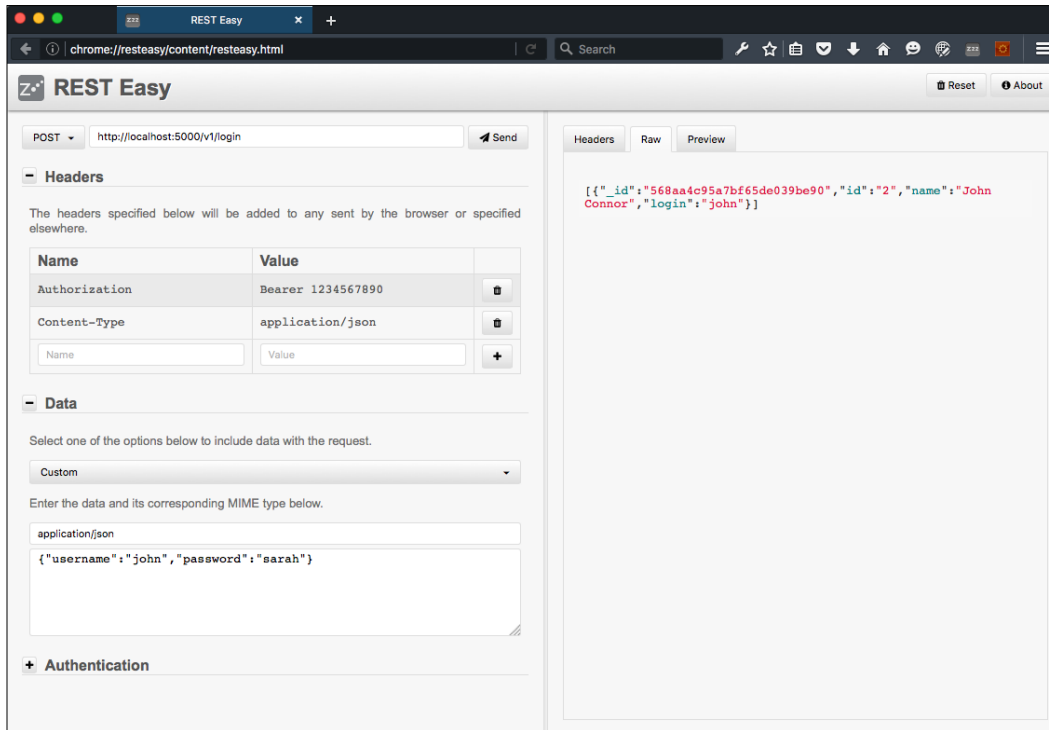 zzz REST Easy × +
chrome://resteasy/content/resteasy.html Search
REST Easy Reset About
POST http://localhost:5000/v1/login Send
Headers
The headers specified below will be added to any sent by the browser or specified
elsewhere.
Name Value
Authorization Bearer 1234567890
Content-Type application/json
Name Value
Data
Select one of the options below to include data with the request.
Custom
Enter the data and its corresponding MIME type below.
application/json
{"username":"john","password":"sarah"}
Authentication
Headers Raw Preview
[{"_id":"568aa4c95a7bf65de039be90","id":"2","name":"John
Connor","login":"john"}]